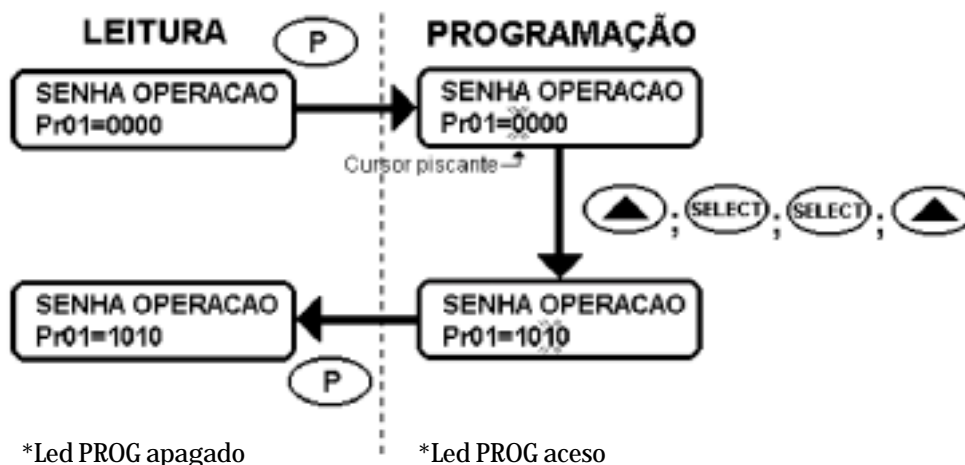 LEITURA
P
PROGRAMAÇÃO
SENHA OPERACAO
Pr01=0000
SENHA OPERACAO
Pr01=0000
Cursor piscante
; SELECT ; SELECT ;
SENHA OPERACAO
Pr01=1010
SENHA OPERACAO
Pr01=1010
P
*Led PROG apagado
*Led PROG aceso